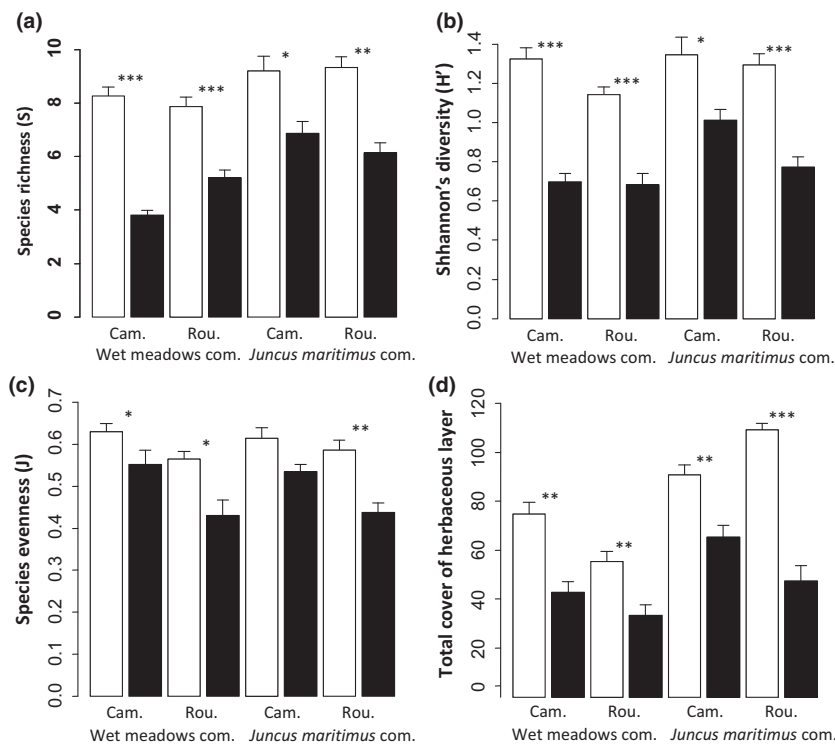 (a)
Species richness (S)
10
8
6
4
2
0
***
***
*
**
Cam.
Rou.
Cam.
Rou.
Wet meadows com.
Juncus maritimus com.
(b)
Shhannon's diversity (H')
1.4
1.2
1.0
0.8
0.6
0.4
0.2
0.0
***
***
*
***
Cam.
Rou.
Cam.
Rou.
Wet meadows com.
Juncus maritimus com.
(c)
Species evenness (J)
0.7
0.6
0.5
0.4
0.3
0.2
0.1
0.0
*
*
**
Cam.
Rou.
Cam.
Rou.
Wet meadows com.
Juncus maritimus com.
(d)
Total cover of herbaceous layer
120
100
80
60
40
20
0
**
**
**
***
Cam.
Rou.
Cam.
Rou.
Wet meadows com.
Juncus maritimus com.